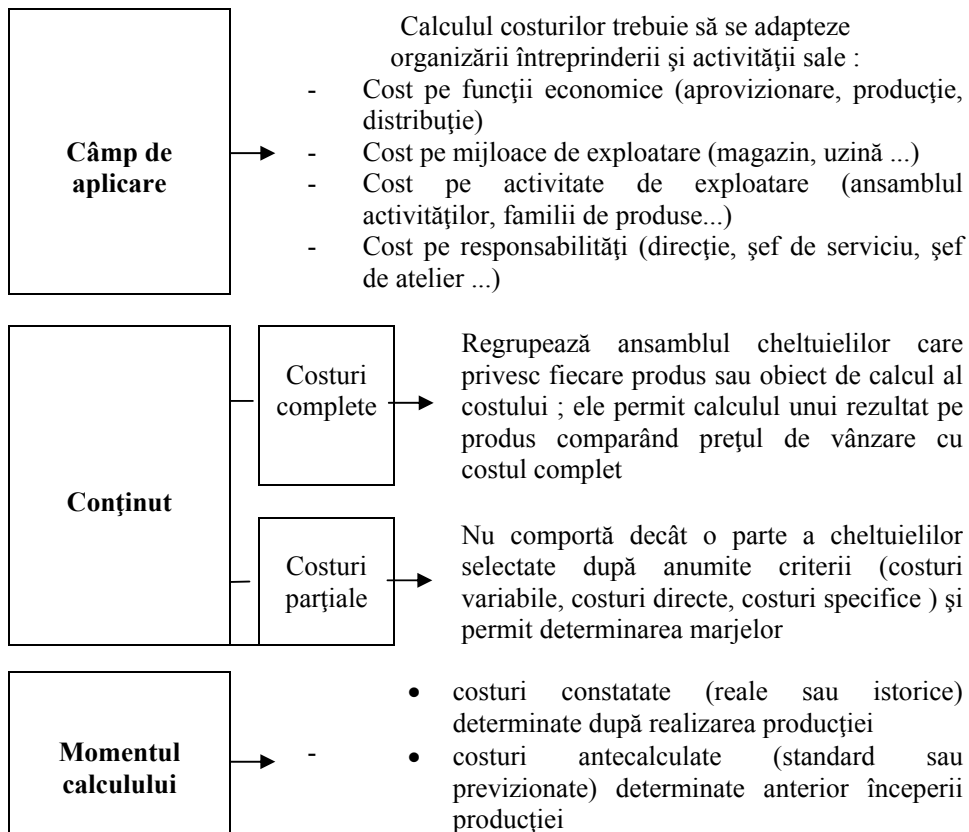 Calculul costurilor trebuie să se adapteze
organizării întreprinderii şi activităţii sale :
- Cost pe funcţii economice (aprovizionare, producţie,
distribuţie)
Câmp de
aplicare
- Cost pe mijloace de exploatare (magazin, uzină ...)
- Cost pe activitate de exploatare (ansamblul
activităţilor, familii de produse...)
- Cost pe responsabilităţi (direcţie, şef de serviciu, şef
de atelier ...)
Conţinut
Costuri
complete
Regrupează ansamblul cheltuielilor care
privesc fiecare produs sau obiect de calcul al
costului ; ele permit calculul unui rezultat pe
produs comparând preţul de vânzare cu
costul complet
Costuri
parţiale
Nu comportă decât o parte a cheltuielilor
selectate după anumite criterii (costuri
variabile, costuri directe, costuri specifice ) şi
permit determinarea marjelor
Momentul
calculului
-
• costuri constatate (reale sau istorice)
determinate după realizarea producţiei
• costuri antecalculate (standard sau
previzionate) determinate anterior începerii
producţiei